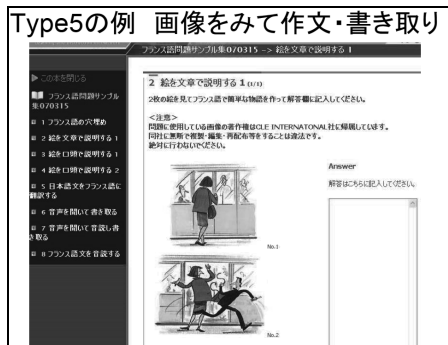 Type5の例　画像をみて作文・書き取り
フランス語問題サンプル集070315 -> 絵を文章で説明する 1
▶ この本を閉じる
フランス語問題サンプル集070315
1 フランス語の穴埋め
2 絵を文章で説明する 1
3 絵を口頭で説明する 1
4 絵を口頭で説明する 2
5 日本語文をフランス語に翻訳する
6 音声を聞いて書き取る
7 音声を聞いて音読し書き取る
8 フランス語文を音読する
2 絵を文章で説明する 1 (1/1)
2枚の絵を見てフランス語で簡単な物語を作って解答欄に記入してください。
<注意>
問題に使用している画像の著作権はCLE INTERNATONAL社に帰属しています。
同社に無断で複製・編集・再配布等をすることは違法です。
絶対に行わないでください。
Answer
解答はこちらに記入してください。
No.1
No.2